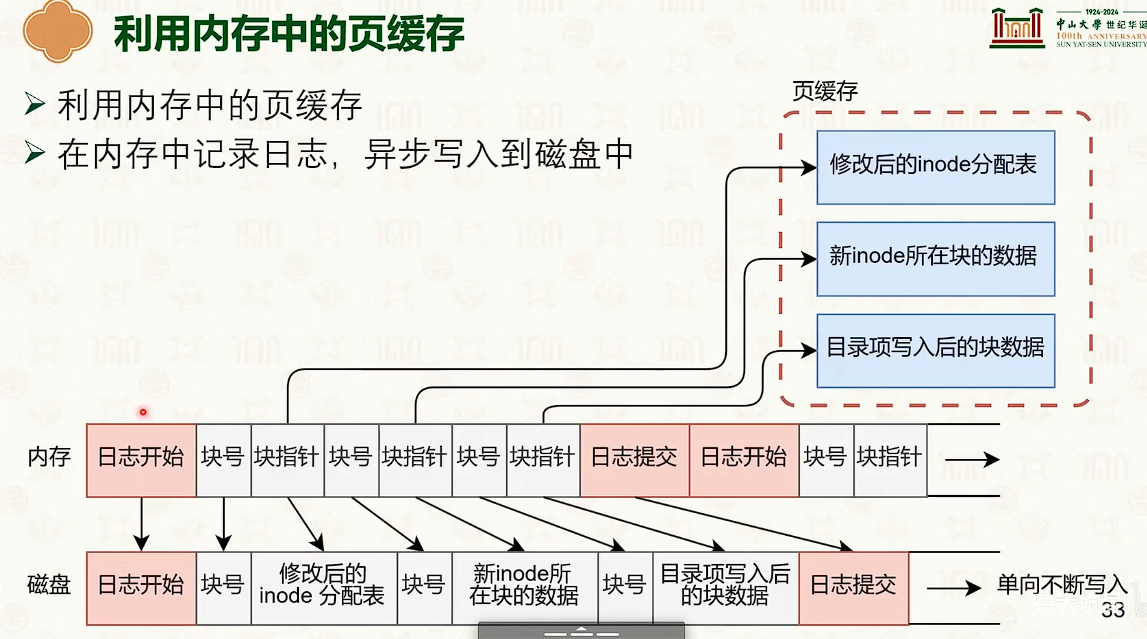 利用内存中的页缓存
1924-2024
中山大學世纪华诞
100th ANNIVERSARY
SUN YAT-SEN UNIVERSITY
➢ 利用内存中的页缓存
➢ 在内存中记录日志，异步写入到磁盘中
页缓存
修改后的inode分配表
新inode所在块的数据
目录项写入后的块数据
内存 日志开始 块号 块指针 块号 块指针 块号 块指针 日志提交 日志开始 块号 块指针
磁盘 日志开始 块号 修改后的 inode 分配表 块号 新inode所在块的数据 块号 目录项写入后的块数据 日志提交 单向不断写入
33